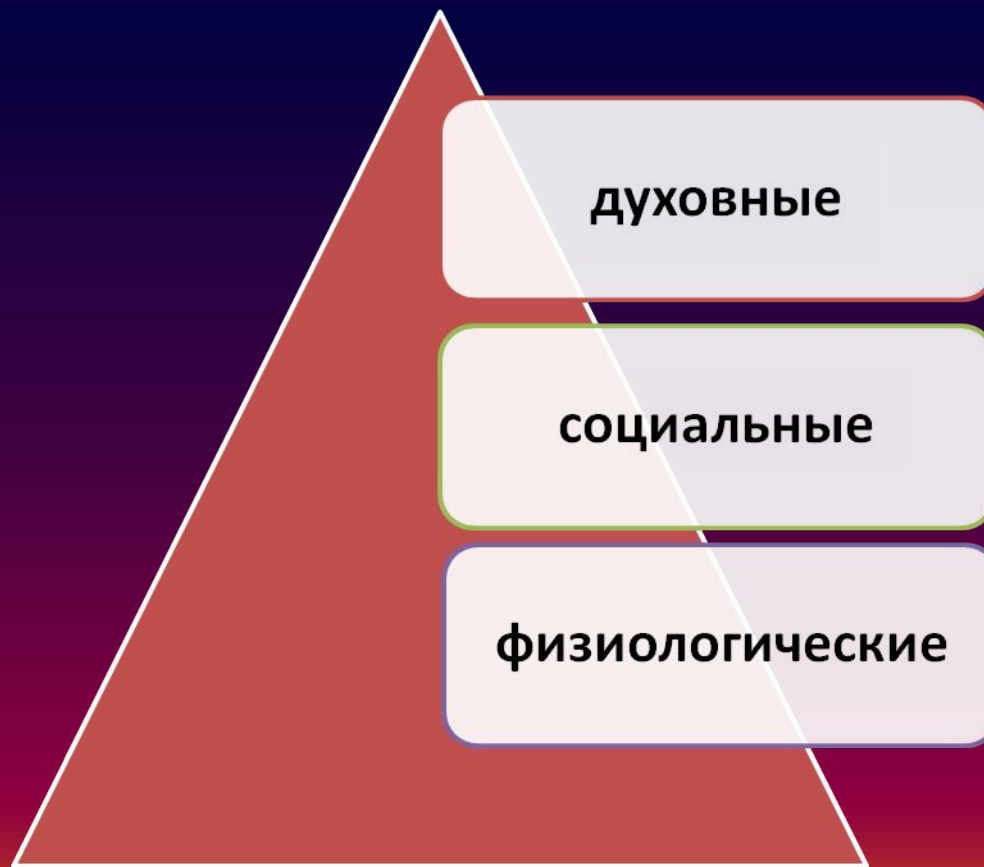 духовные
социальные
физиологические